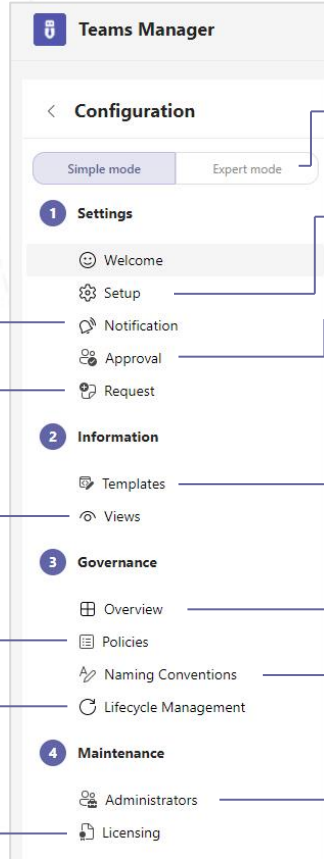 Teams Manager
Configuration
Simple mode Expert mode
1 Settings
Welcome
Setup
Notification
Approval
Request
2 Information
Templates
Views
3 Governance
Overview
Policies
Naming Conventions
Lifecycle Management
4 Maintenance
Administrators
Licensing